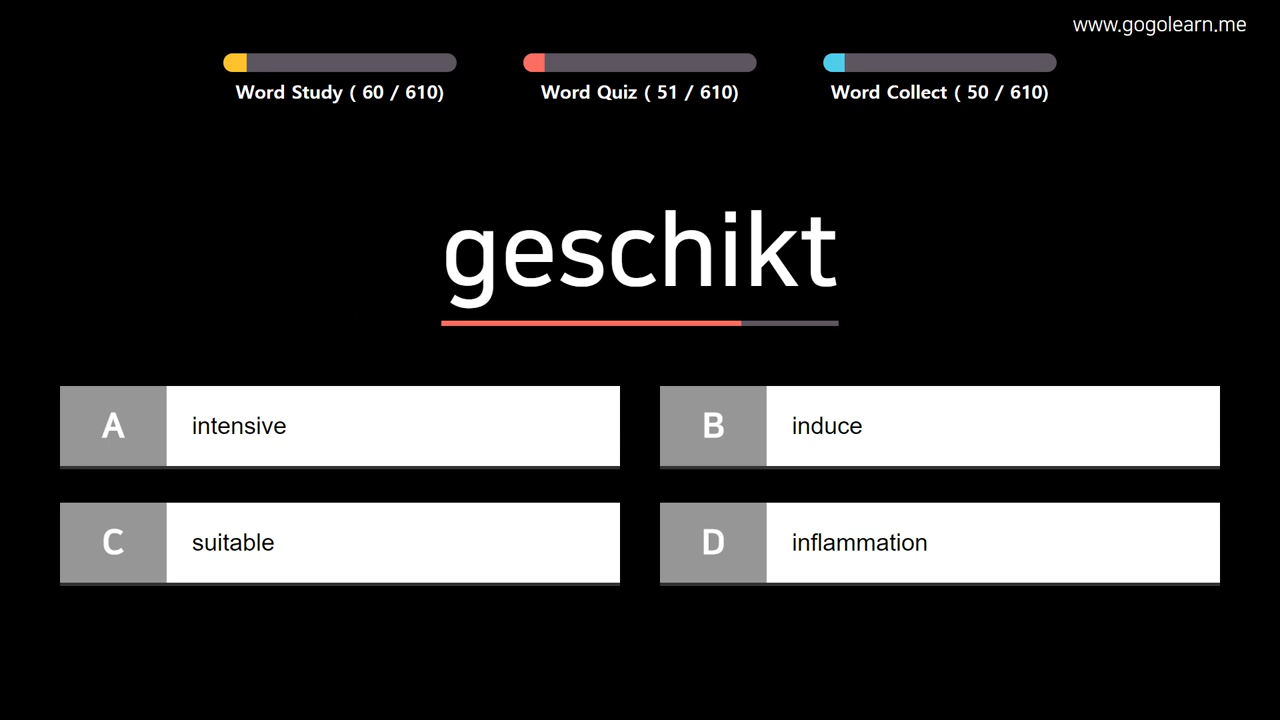 www.gogolearn.me
Word Study ( 60 / 610)
Word Quiz ( 51 / 610)
Word Collect ( 50 / 610)
geschikt
A intensive
B induce
C suitable
D inflammation